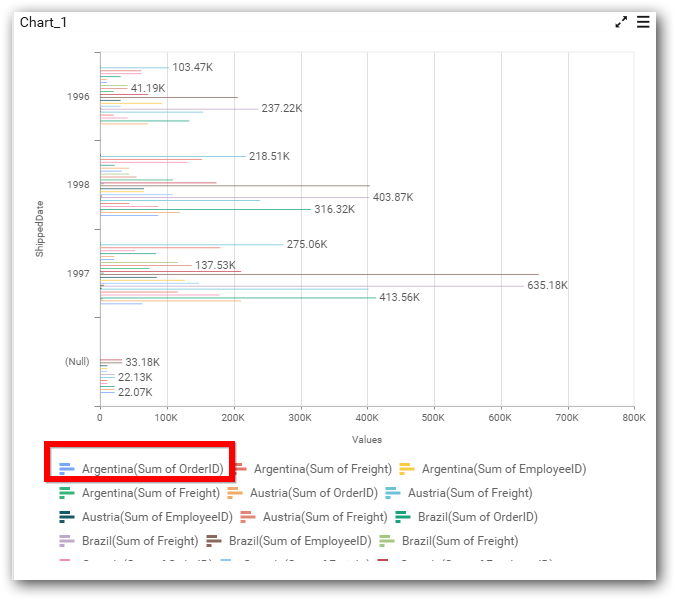 Chart_1
103.47K
41.19K
1996
237.22K
218.51K
1998
403.87K
316.32K
ShippedDate
275.06K
137.53K
1997
635.18K
413.56K
(Null)
33.18K
22.13K
22.07K
0 100K 200K 300K 400K 500K 600K 700K 800K
Values
Argentina(Sum of OrderID) Argentina(Sum of Freight) Argentina(Sum of EmployeeID)
Argentina(Sum of Freight) Austria(Sum of OrderID) Austria(Sum of Freight)
Austria(Sum of EmployeeID) Austria(Sum of Freight) Brazil(Sum of OrderID)
Brazil(Sum of Freight) Brazil(Sum of EmployeeID) Brazil(Sum of Freight)